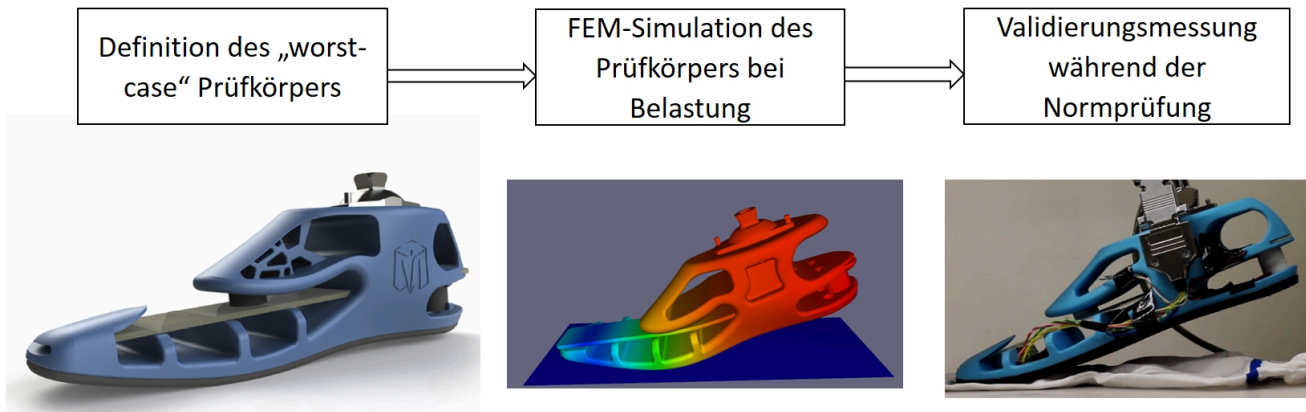 Definition des „worst-
case“ Prüfkörpers
FEM-Simulation des
Prüfkörpers bei
Belastung
Validierungsmessung
während der
Normprüfung